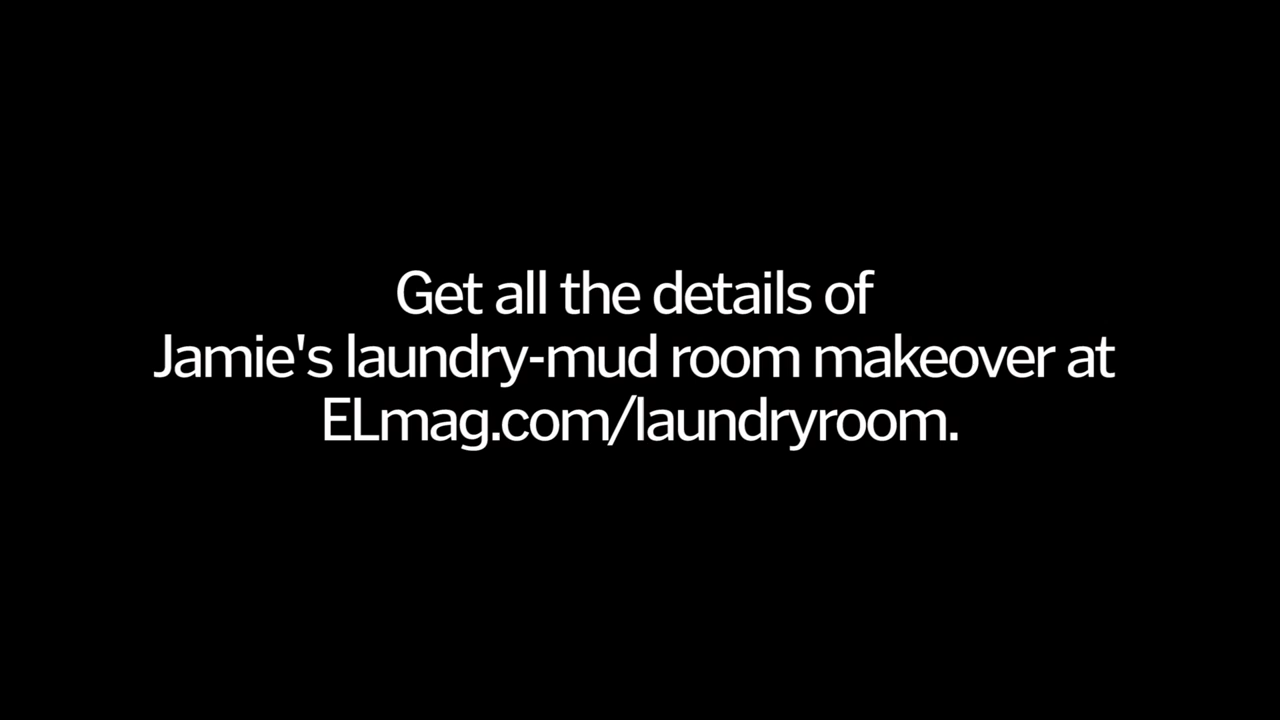 Get all the details of
Jamie's laundry-mud room makeover at
ELmag.com/laundryroom.